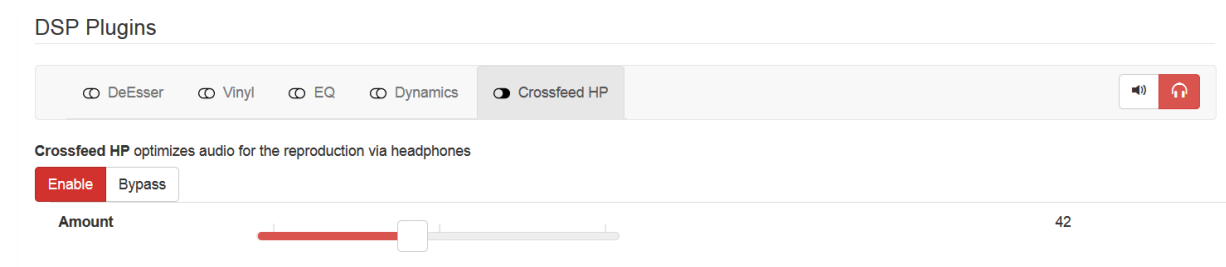 DSP Plugins
DeEsser Vinyl EQ Dynamics Crossfeed HP
Crossfeed HP optimizes audio for the reproduction via headphones
Enable Bypass
Amount 42